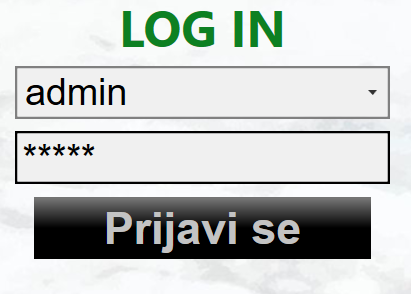 LOG IN
admin
*****
Prijavi se